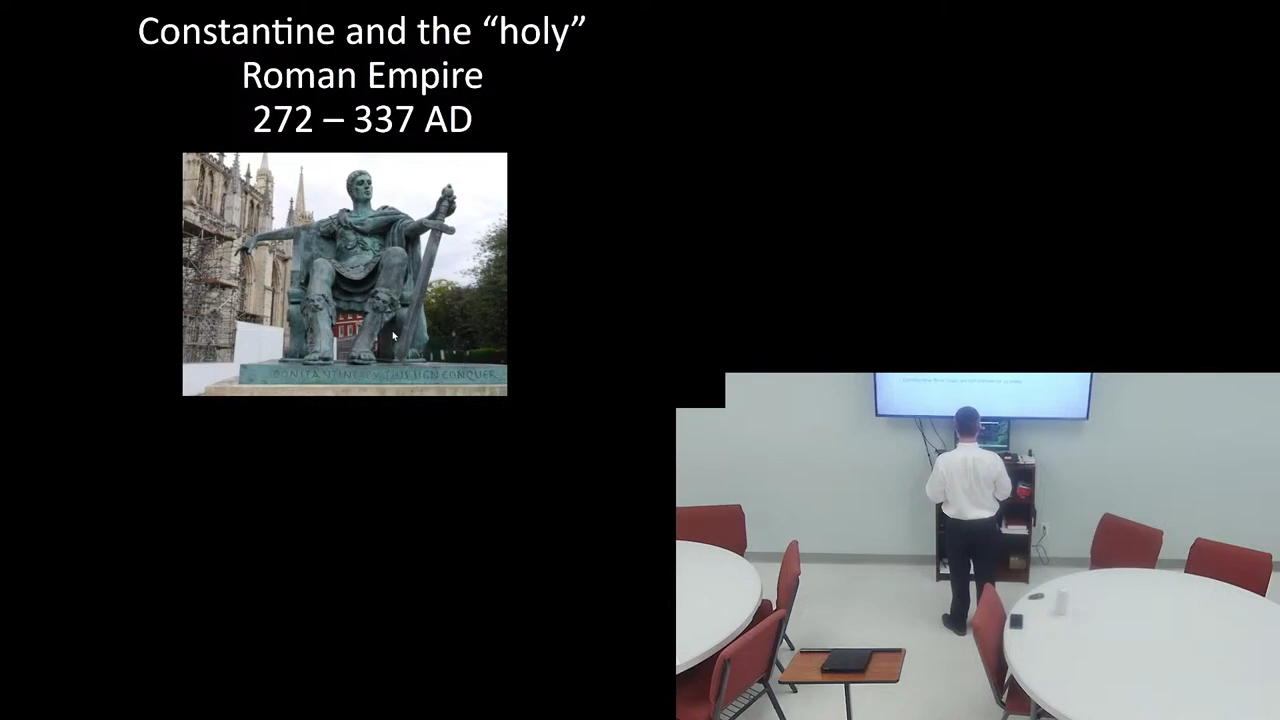 Constantine and the “holy”
Roman Empire
272 – 337 AD
CONSTANTINE BY THIS SIGN CONQUER